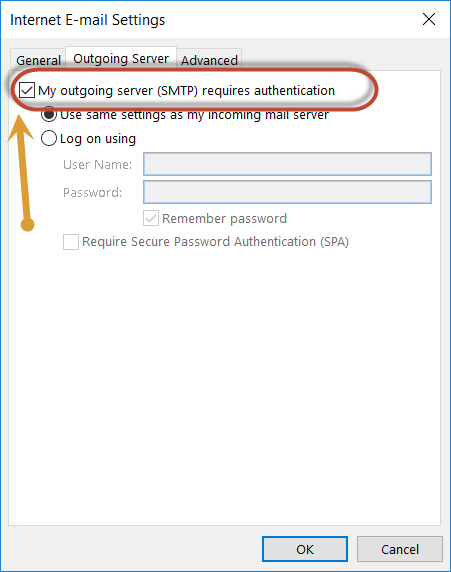 Internet E-mail Settings
General Outgoing Server Advanced
My outgoing server (SMTP) requires authentication
Use same settings as my incoming mail server
Log on using
User Name:
Password:
Remember password
Require Secure Password Authentication (SPA)
OK Cancel